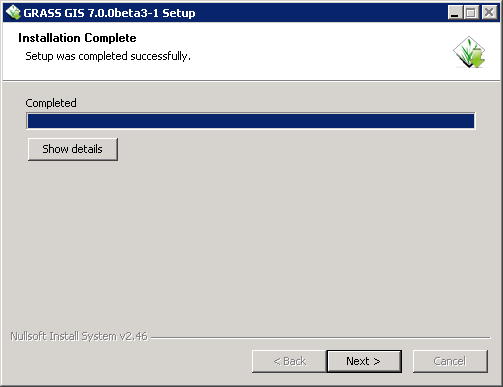 GRASS GIS 7.0.0beta3-1 Setup
Installation Complete
Setup was completed successfully.
Completed
Show details
Nullsoft Install System v2.46
< Back
Next >
Cancel